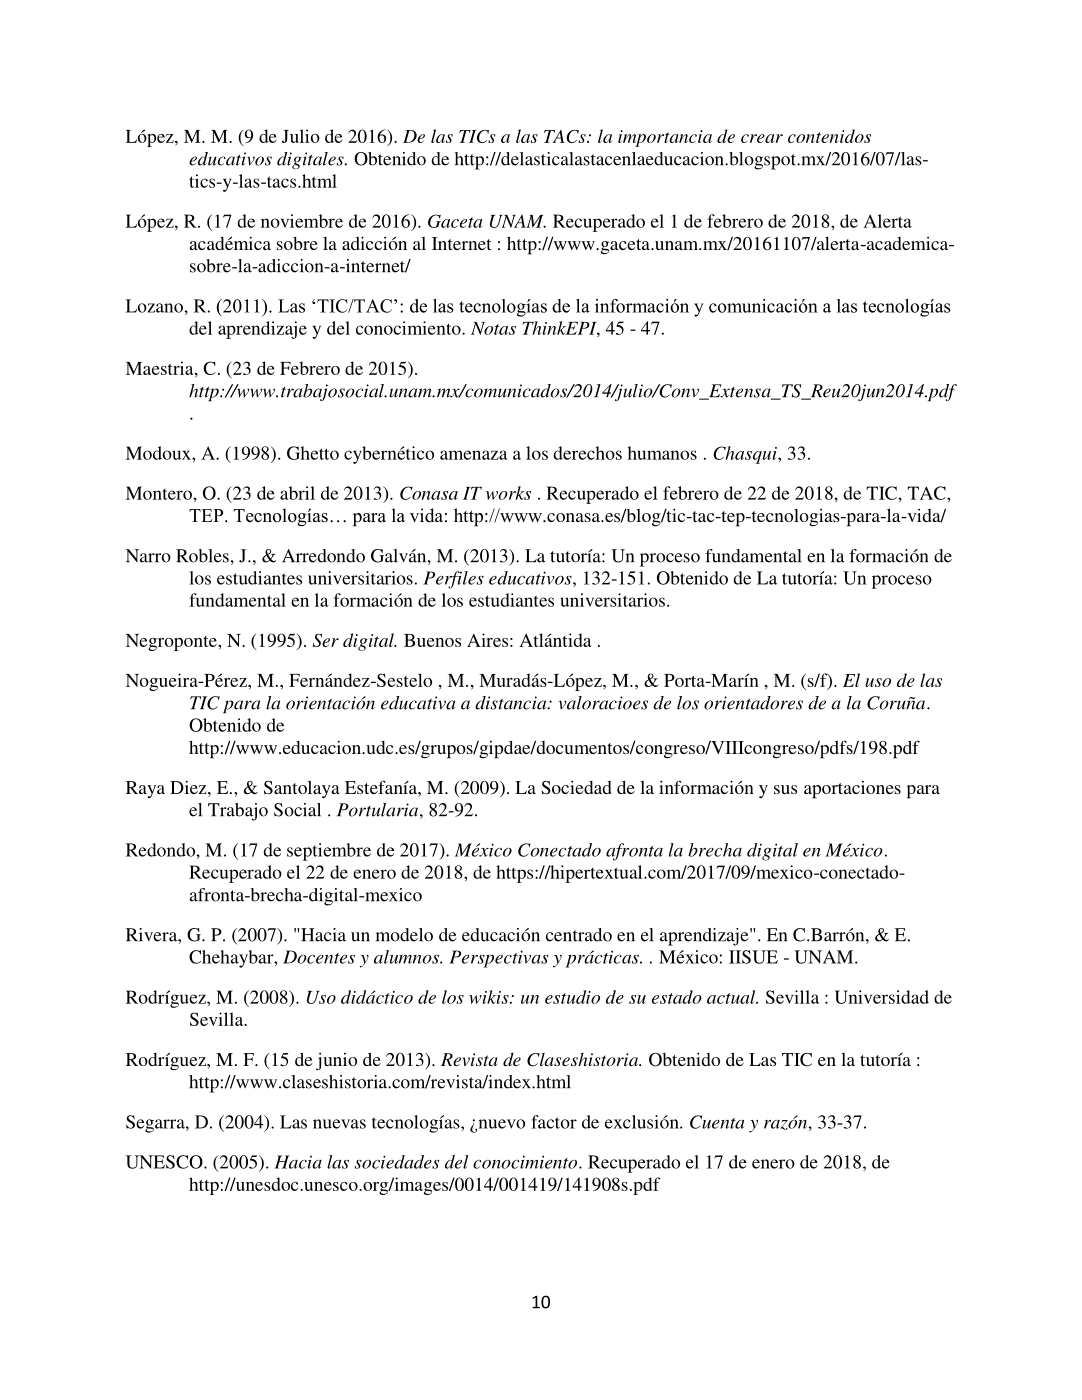 López, M. M. (9 de Julio de 2016). De las TICs a las TACs: la importancia de crear contenidos
educativos digitales. Obtenido de http://delasticalastacenlaeducacion.blogspot.mx/2016/07/las-
tics-y-las-tacs.html
López, R. (17 de noviembre de 2016). Gaceta UNAM. Recuperado el 1 de febrero de 2018, de Alerta
académica sobre la adicción al Internet : http://www.gaceta.unam.mx/20161107/alerta-academica-
sobre-la-adiccion-a-internet/
Lozano, R. (2011). Las ‘TIC/TAC’: de las tecnologías de la información y comunicación a las tecnologías
del aprendizaje y del conocimiento. Notas ThinkEPI, 45 - 47.
Maestria, C. (23 de Febrero de 2015).
http://www.trabajosocial.unam.mx/comunicados/2014/julio/Conv_Extensa_TS_Reu20jun2014.pdf
.
Modoux, A. (1998). Ghetto cybernético amenaza a los derechos humanos . Chasqui, 33.
Montero, O. (23 de abril de 2013). Conasa IT works . Recuperado el febrero de 22 de 2018, de TIC, TAC,
TEP. Tecnologías… para la vida: http://www.conasa.es/blog/tic-tac-tep-tecnologias-para-la-vida/
Narro Robles, J., & Arredondo Galván, M. (2013). La tutoría: Un proceso fundamental en la formación de
los estudiantes universitarios. Perfiles educativos, 132-151. Obtenido de La tutoría: Un proceso
fundamental en la formación de los estudiantes universitarios.
Negroponte, N. (1995). Ser digital. Buenos Aires: Atlántida .
Nogueira-Pérez, M., Fernández-Sestelo , M., Muradás-López, M., & Porta-Marín , M. (s/f). El uso de las
TIC para la orientación educativa a distancia: valoracioes de los orientadores de a la Coruña.
Obtenido de
http://www.educacion.udc.es/grupos/gipdae/documentos/congreso/VIIIcongreso/pdfs/198.pdf
Raya Diez, E., & Santolaya Estefanía, M. (2009). La Sociedad de la información y sus aportaciones para
el Trabajo Social . Portularia, 82-92.
Redondo, M. (17 de septiembre de 2017). México Conectado afronta la brecha digital en México.
Recuperado el 22 de enero de 2018, de https://hipertextual.com/2017/09/mexico-conectado-
afronta-brecha-digital-mexico
Rivera, G. P. (2007). "Hacia un modelo de educación centrado en el aprendizaje". En C.Barrón, & E.
Chehaybar, Docentes y alumnos. Perspectivas y prácticas. . México: IISUE - UNAM.
Rodríguez, M. (2008). Uso didáctico de los wikis: un estudio de su estado actual. Sevilla : Universidad de
Sevilla.
Rodríguez, M. F. (15 de junio de 2013). Revista de Claseshistoria. Obtenido de Las TIC en la tutoría :
http://www.claseshistoria.com/revista/index.html
Segarra, D. (2004). Las nuevas tecnologías, ¿nuevo factor de exclusión. Cuenta y razón, 33-37.
UNESCO. (2005). Hacia las sociedades del conocimiento. Recuperado el 17 de enero de 2018, de
http://unesdoc.unesco.org/images/0014/001419/141908s.pdf
10